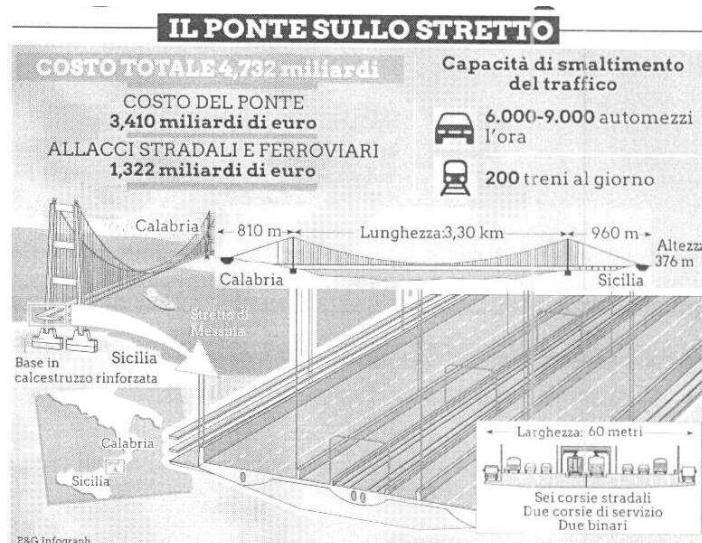 IL PONTE SULLO STRETTO
COSTO TOTALE 4,732 miliardi
COSTO DEL PONTE
3,410 miliardi di euro
ALLACCI STRADALI E FERROVIARI
1,322 miliardi di euro
Capacità di smaltimento
del traffico
6.000-9.000 automezzi
l'ora
200 treni al giorno
Calabria
810 m
Lunghezza:3,30 km
960 m
Altezza
376 m
Calabria
Sicilia
Stretto di
Messina
Sicilia
Base in
calcestruzzo rinforzata
Calabria
Sicilia
Larghezza: 60 metri
Sei corsie stradali
Due corsie di servizio
Due binari
P&G Infograph